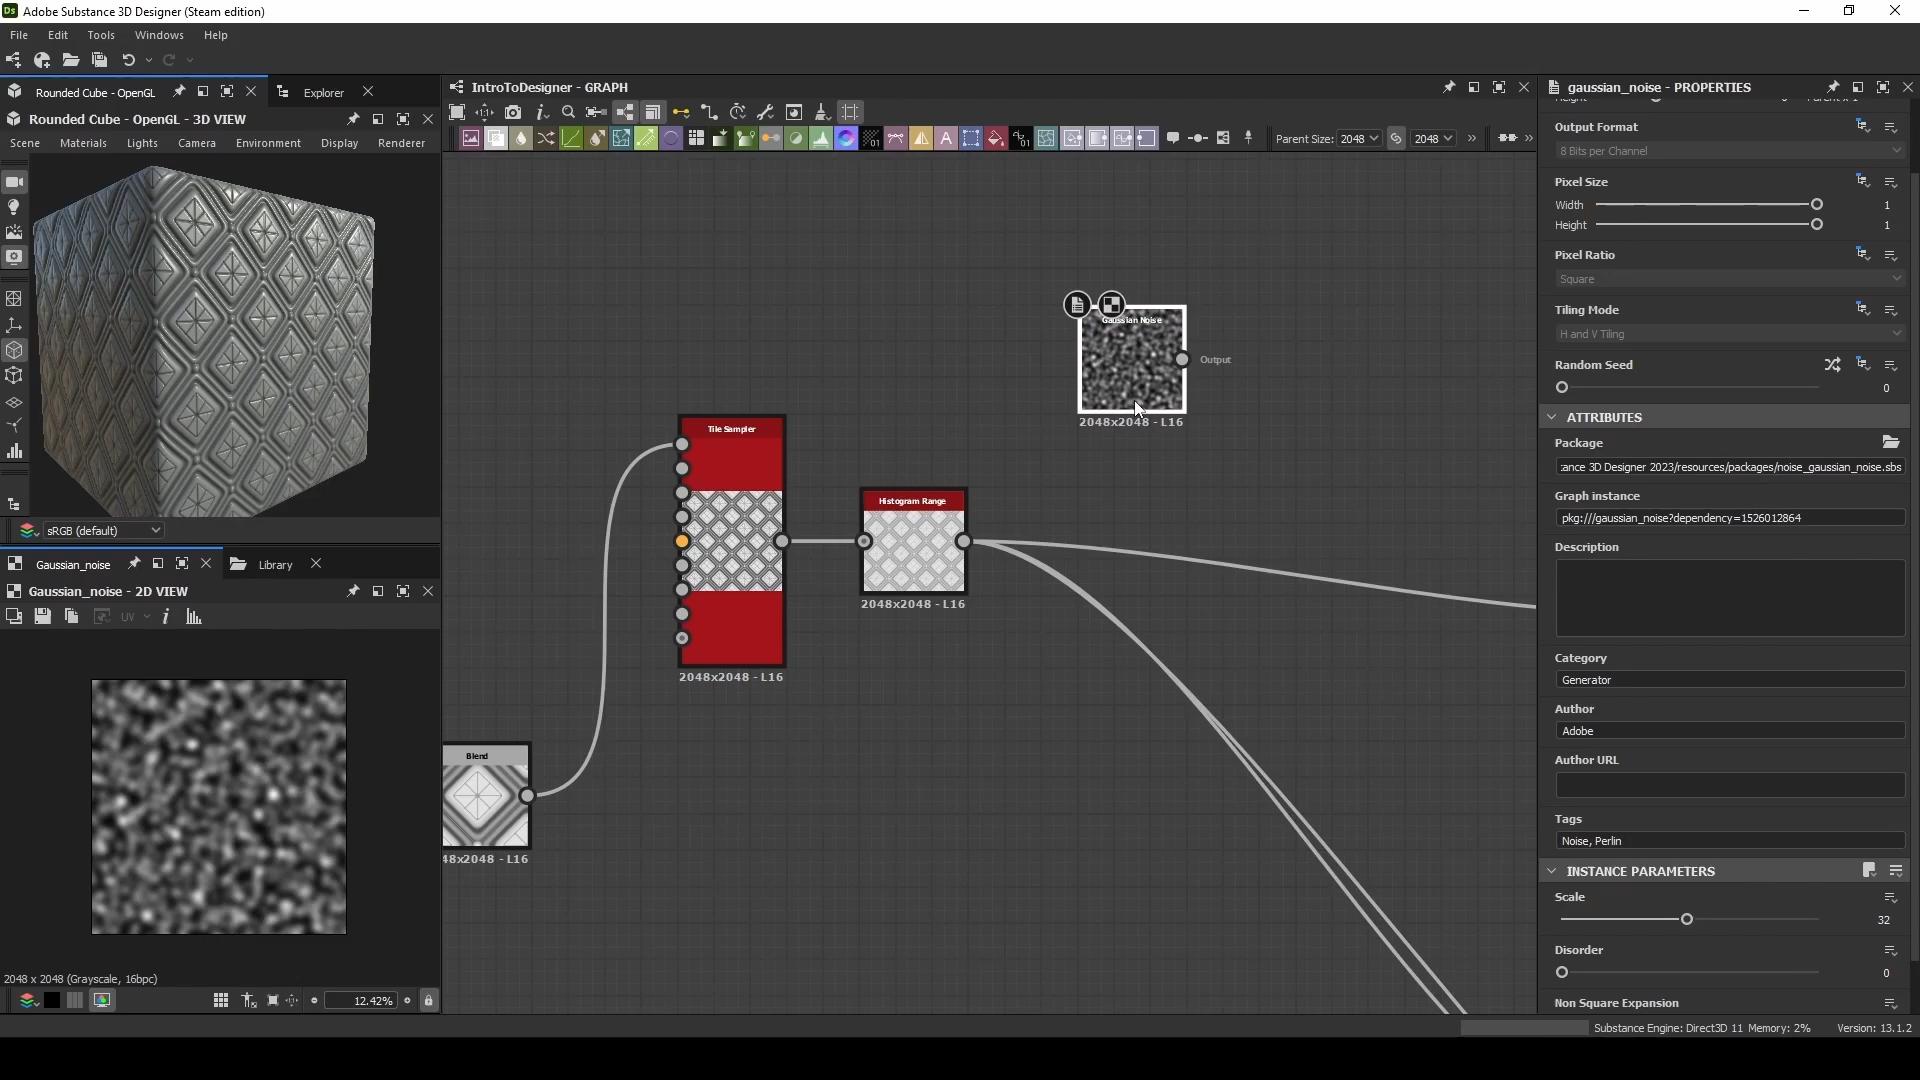 Ds Adobe Substance 3D Designer (Steam edition)
File Edit Tools Windows Help
Rounded Cube - OpenGL Explorer
Rounded Cube - OpenGL - 3D VIEW
Scene Materials Lights Camera Environment Display Renderer
sRGB (default)
Gaussian_noise Library
Gaussian_noise - 2D VIEW
UV
2048 x 2048 (Grayscale, 16bpc)
12.42%
IntroToDesigner - GRAPH
Parent Size: 2048 2048
Gaussian Noise
Output
2048x2048 - L16
Tile Sampler
2048x2048 - L16
Histogram Range
2048x2048 - L16
Blend
48x2048 - L16
gaussian_noise - PROPERTIES
Output Format
8 Bits per Channel
Pixel Size
Width 1
Height 1
Pixel Ratio
Square
Tiling Mode
H and V Tiling
Random Seed
0
ATTRIBUTES
Package
:ance 3D Designer 2023/resources/packages/noise_gaussian_noise.sbs
Graph instance
pkg:///gaussian_noise?dependency=1526012864
Description
Category
Generator
Author
Adobe
Author URL
Tags
Noise, Perlin
INSTANCE PARAMETERS
Scale
32
Disorder
0
Non Square Expansion
Substance Engine: Direct3D 11 Memory: 2% Version: 13.1.2